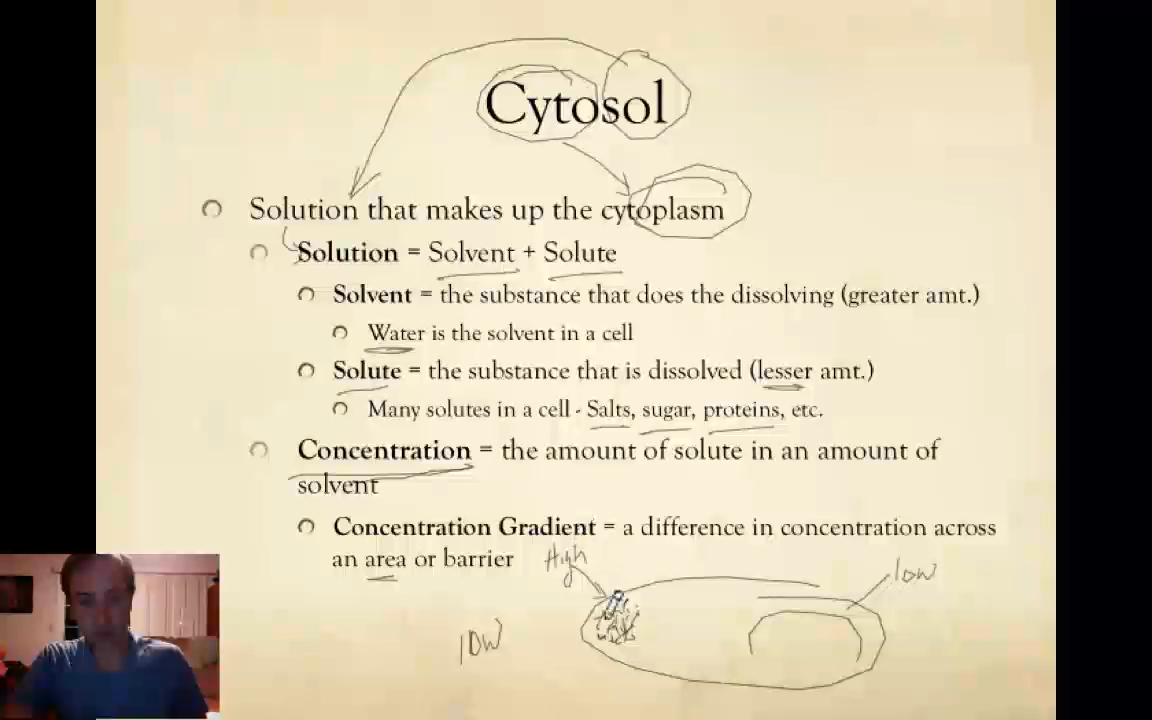 Cytosol
Solution that makes up the cytoplasm
Solution = Solvent + Solute
Solvent = the substance that does the dissolving (greater amt.)
Water is the solvent in a cell
Solute = the substance that is dissolved (lesser amt.)
Many solutes in a cell - Salts, sugar, proteins, etc.
Concentration = the amount of solute in an amount of
solvent
Concentration Gradient = a difference in concentration across
an area or barrier
High
low
low